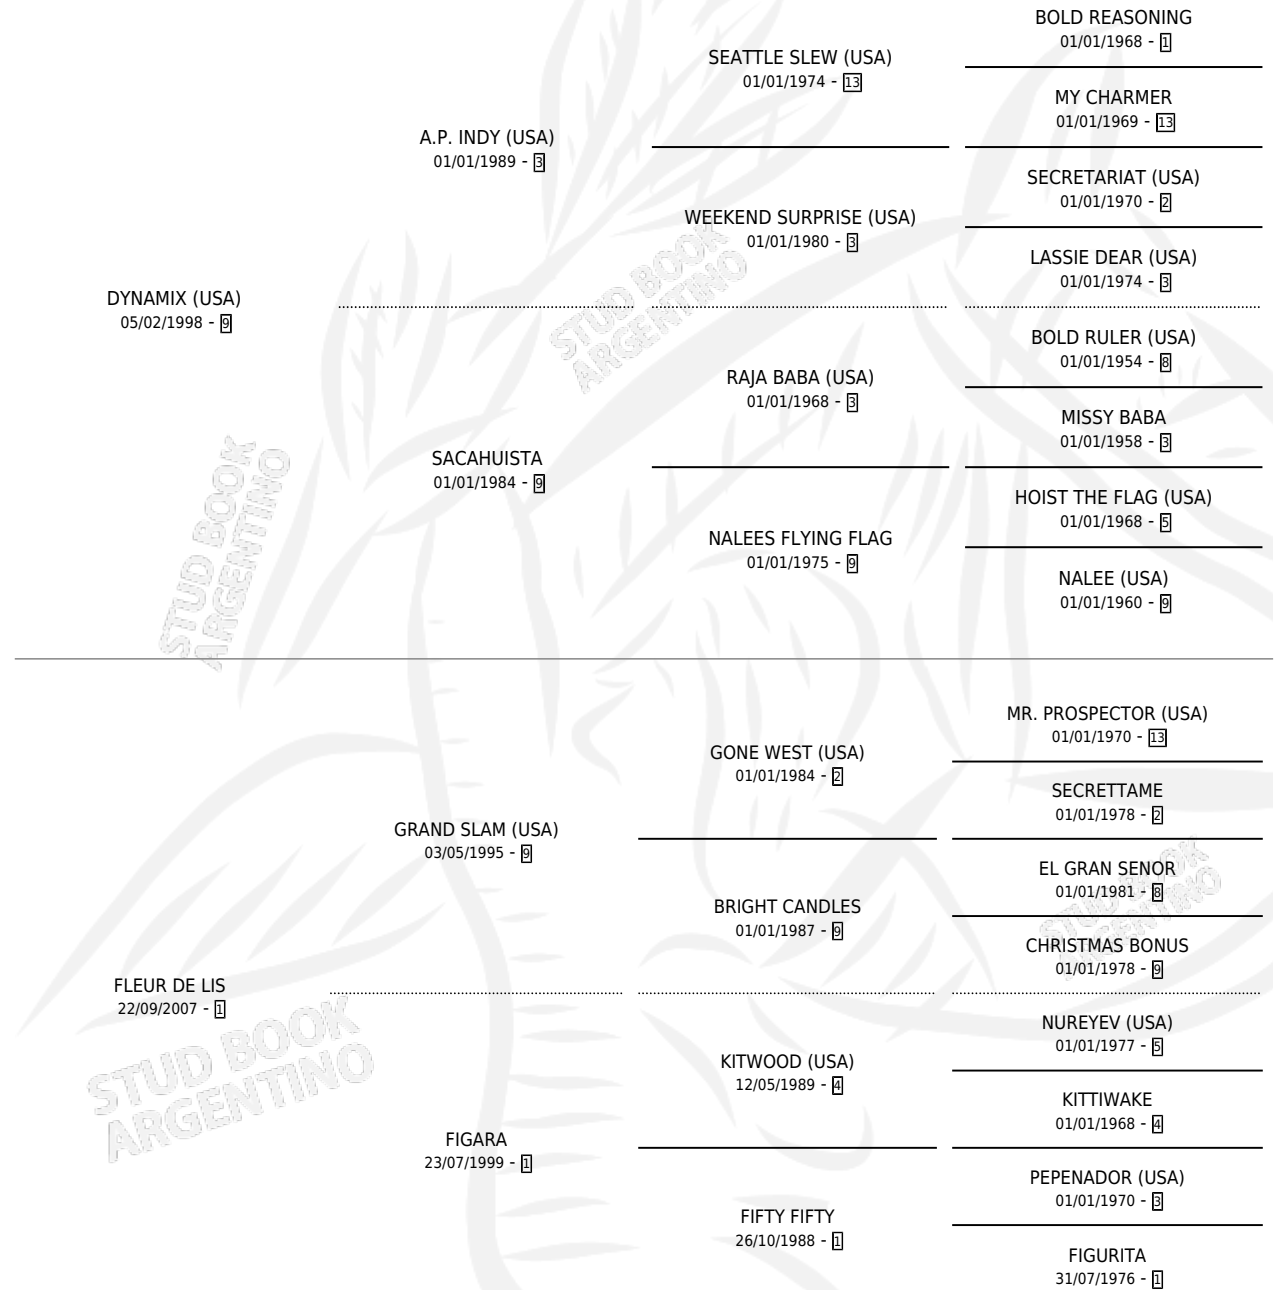 BOLD REASONING
01/01/1968 - 1
SEATTLE SLEW (USA)
01/01/1974 - 13
MY CHARMER
01/01/1969 - 13
A.P. INDY (USA)
01/01/1989 - 3
SECRETARIAT (USA)
01/01/1970 - 2
WEEKEND SURPRISE (USA)
01/01/1980 - 3
LASSIE DEAR (USA)
01/01/1974 - 3
DYNAMIX (USA)
05/02/1998 - 9
BOLD RULER (USA)
01/01/1954 - 8
RAJA BABA (USA)
01/01/1968 - 3
MISSY BABA
01/01/1958 - 3
SACAHUISTA
01/01/1984 - 9
HOIST THE FLAG (USA)
01/01/1968 - 5
NALEES FLYING FLAG
01/01/1975 - 9
NALEE (USA)
01/01/1960 - 9
MR. PROSPECTOR (USA)
01/01/1970 - 13
GONE WEST (USA)
01/01/1984 - 2
SECRETTAME
01/01/1978 - 2
GRAND SLAM (USA)
03/05/1995 - 9
EL GRAN SENOR
01/01/1981 - 8
BRIGHT CANDLES
01/01/1987 - 9
CHRISTMAS BONUS
01/01/1978 - 9
FLEUR DE LIS
22/09/2007 - 1
NUREYEV (USA)
01/01/1977 - 5
KITWOOD (USA)
12/05/1989 - 4
KITTIWAKE
01/01/1968 - 4
FIGARA
23/07/1999 - 1
PEPENADOR (USA)
01/01/1970 - 3
FIFTY FIFTY
26/10/1988 - 1
FIGURITA
31/07/1976 - 1
STUD BOOK
ARGENTINO
STUD BOOK
ARGENTINO
STUD BOOK
ARGENTINO
STUD BOOK
ARGENTINO